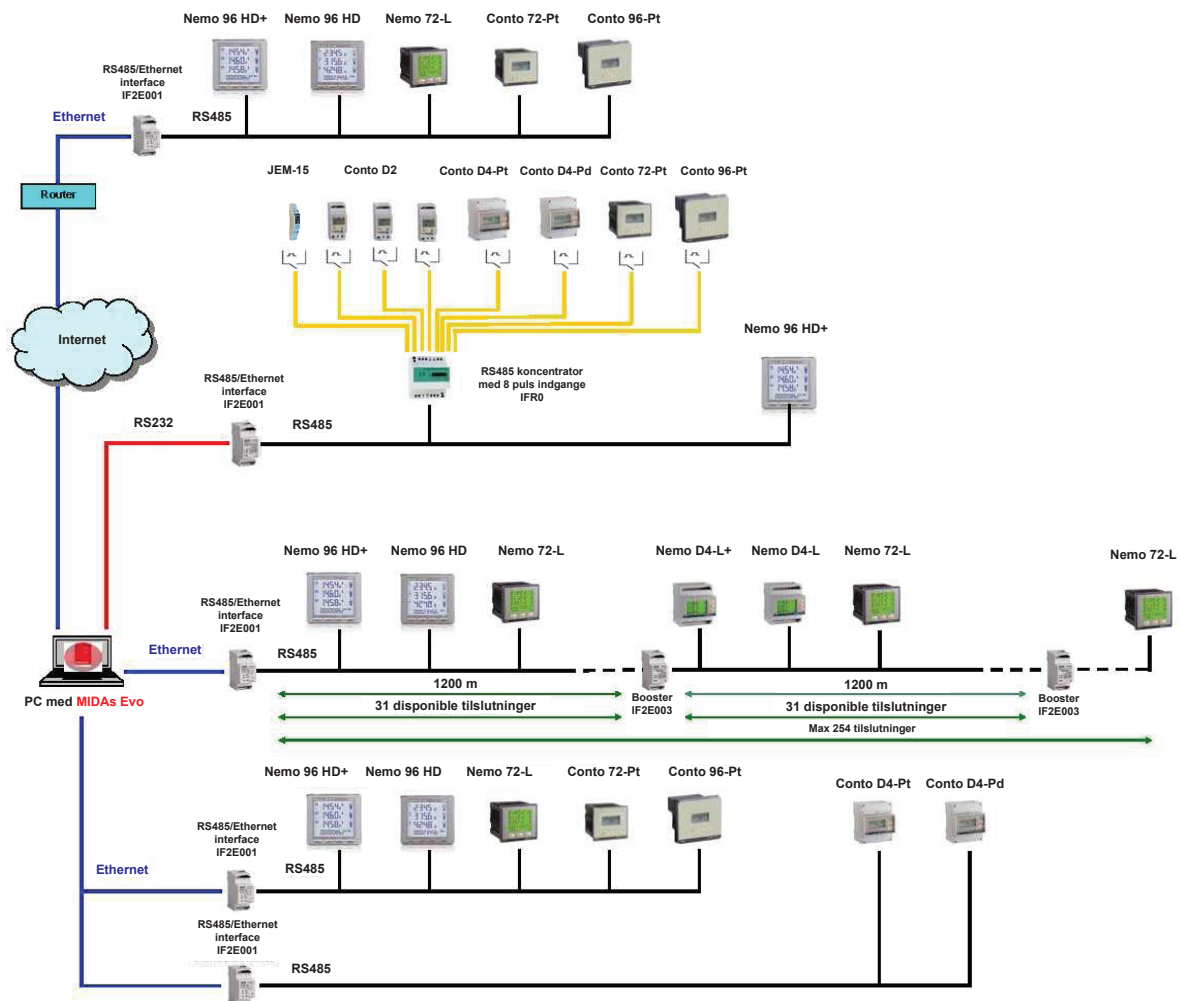 Nemo 96 HD+
Nemo 96 HD
Nemo 72-L
Conto 72-Pt
Conto 96-Pt
RS485/Ethernet
interface
IF2E001
Ethernet
RS485
Router
JEM-15
Conto D2
Conto D4-Pt
Conto D4-Pd
Conto 72-Pt
Conto 96-Pt
Internet
Nemo 96 HD+
RS485/Ethernet
interface
IF2E001
RS485 koncentrator
med 8 puls indgange
IFR0
RS232
RS485
Nemo 96 HD+
Nemo 96 HD
Nemo 72-L
Nemo D4-L+
Nemo D4-L
Nemo 72-L
Nemo 72-L
RS485/Ethernet
interface
IF2E001
Ethernet
RS485
PC med MIDAs Evo
1200 m
31 disponible tilslutninger
Booster
IF2E003
1200 m
31 disponible tilslutninger
Booster
IF2E003
Max 254 tilslutninger
Nemo 96 HD+
Nemo 96 HD
Nemo 72-L
Conto 72-Pt
Conto 96-Pt
Conto D4-Pt
Conto D4-Pd
RS485/Ethernet
interface
IF2E001
Ethernet
RS485
RS485/Ethernet
interface
IF2E001
RS485